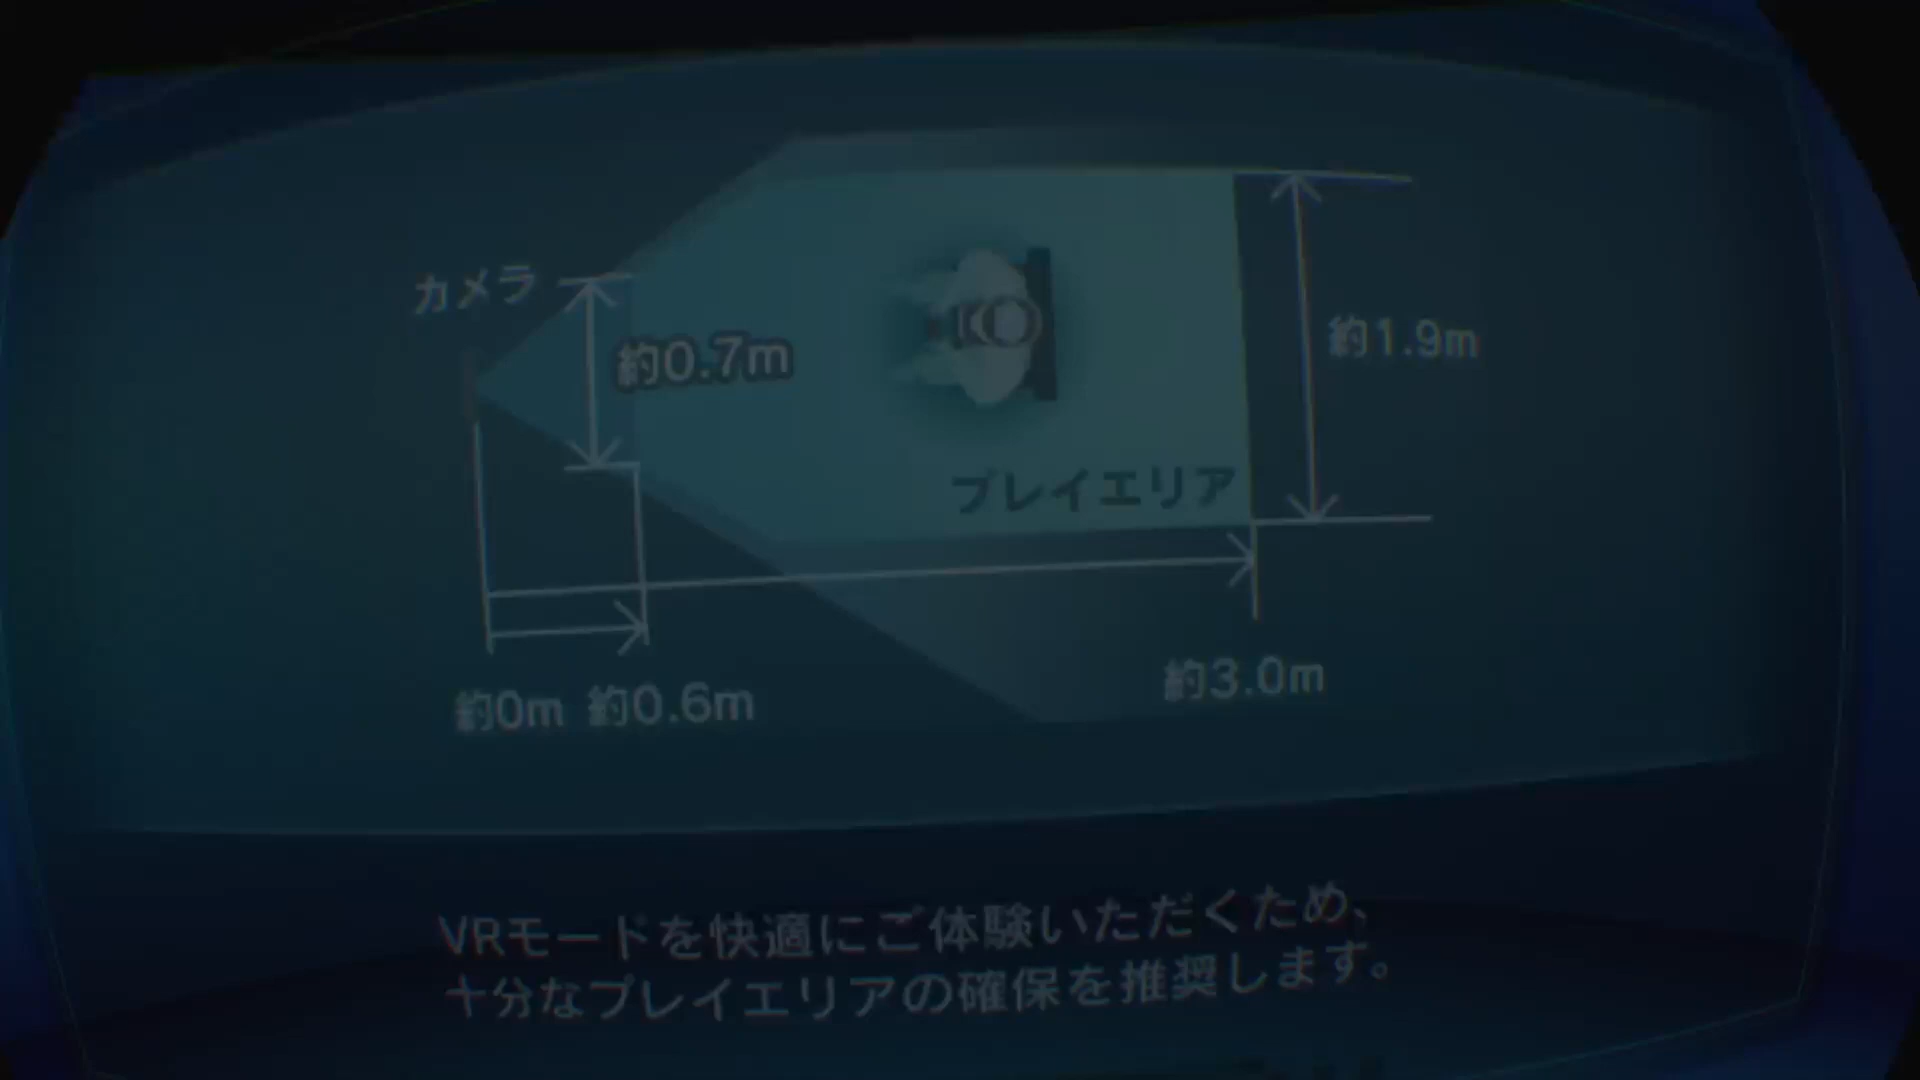 カメラ
約0.7m
約1.9m
プレイエリア
約0m 約0.6m
約3.0m
VRモードを快適にご体験いただくため、
十分なプレイエリアの確保を推奨します。